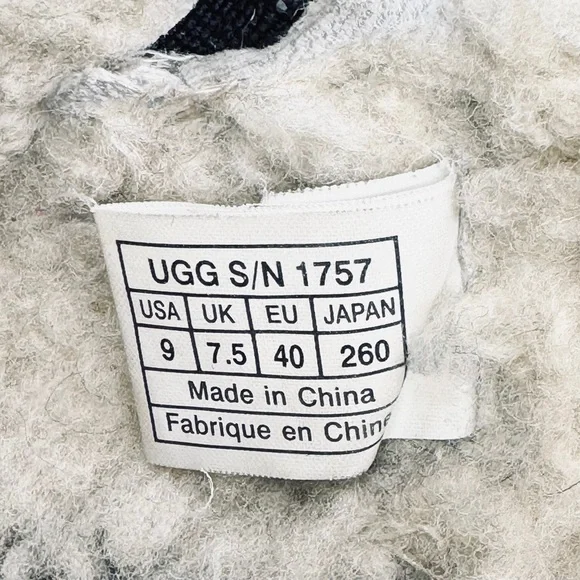 UGG S/N 1757
USA UK EU JAPAN
9 7.5 40 260
Made in China
Fabrique en Chine